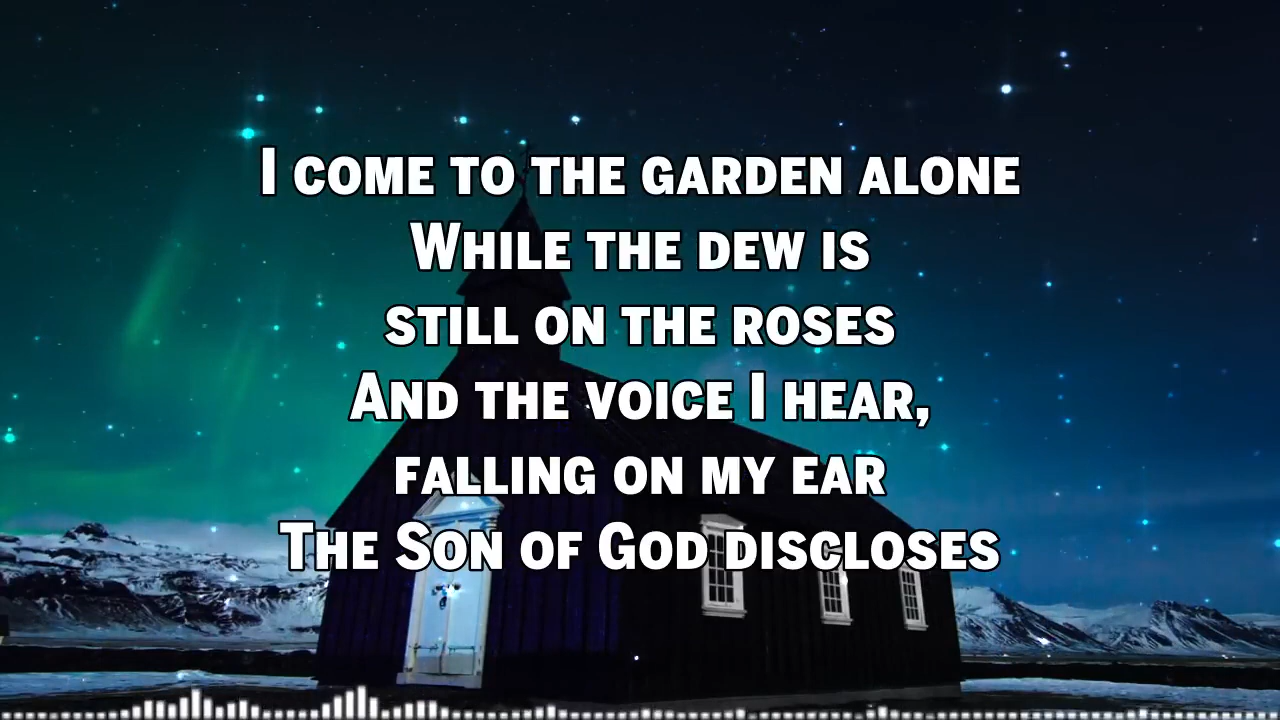 I come to the garden alone
While the dew is
still on the roses
And the voice I hear,
falling on my ear
The Son of God discloses